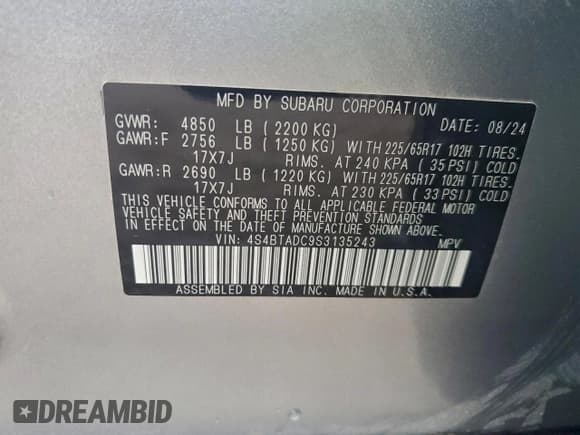 MFD BY SUBARU CORPORATION
GVWR: 4850 LB (2200 KG) DATE: 08/24
GAWR:F 2756 LB (1250 KG) WITH 225/65R17 102H TIRES.
17X7J RIMS. AT 240 KPA (35 PSI) COLD
GAWR:R 2690 LB (1220 KG) WITH 225/65R17 102H TIRES.
17X7J RIMS. AT 230 KPA (33 PSI) COLD
THIS VEHICLE CONFORMS TO ALL APPLICABLE FEDERAL MOTOR
VEHICLE SAFETY AND THEFT PREVENTION STANDARDS
IN EFFECT ON THE DATE OF MANUFACTURE SHOWN ABOVE.
VIN: 4S4BTADC9S3135243 MPV
ASSEMBLED BY SIA INC. MADE IN U.S.A.
DREAMBID